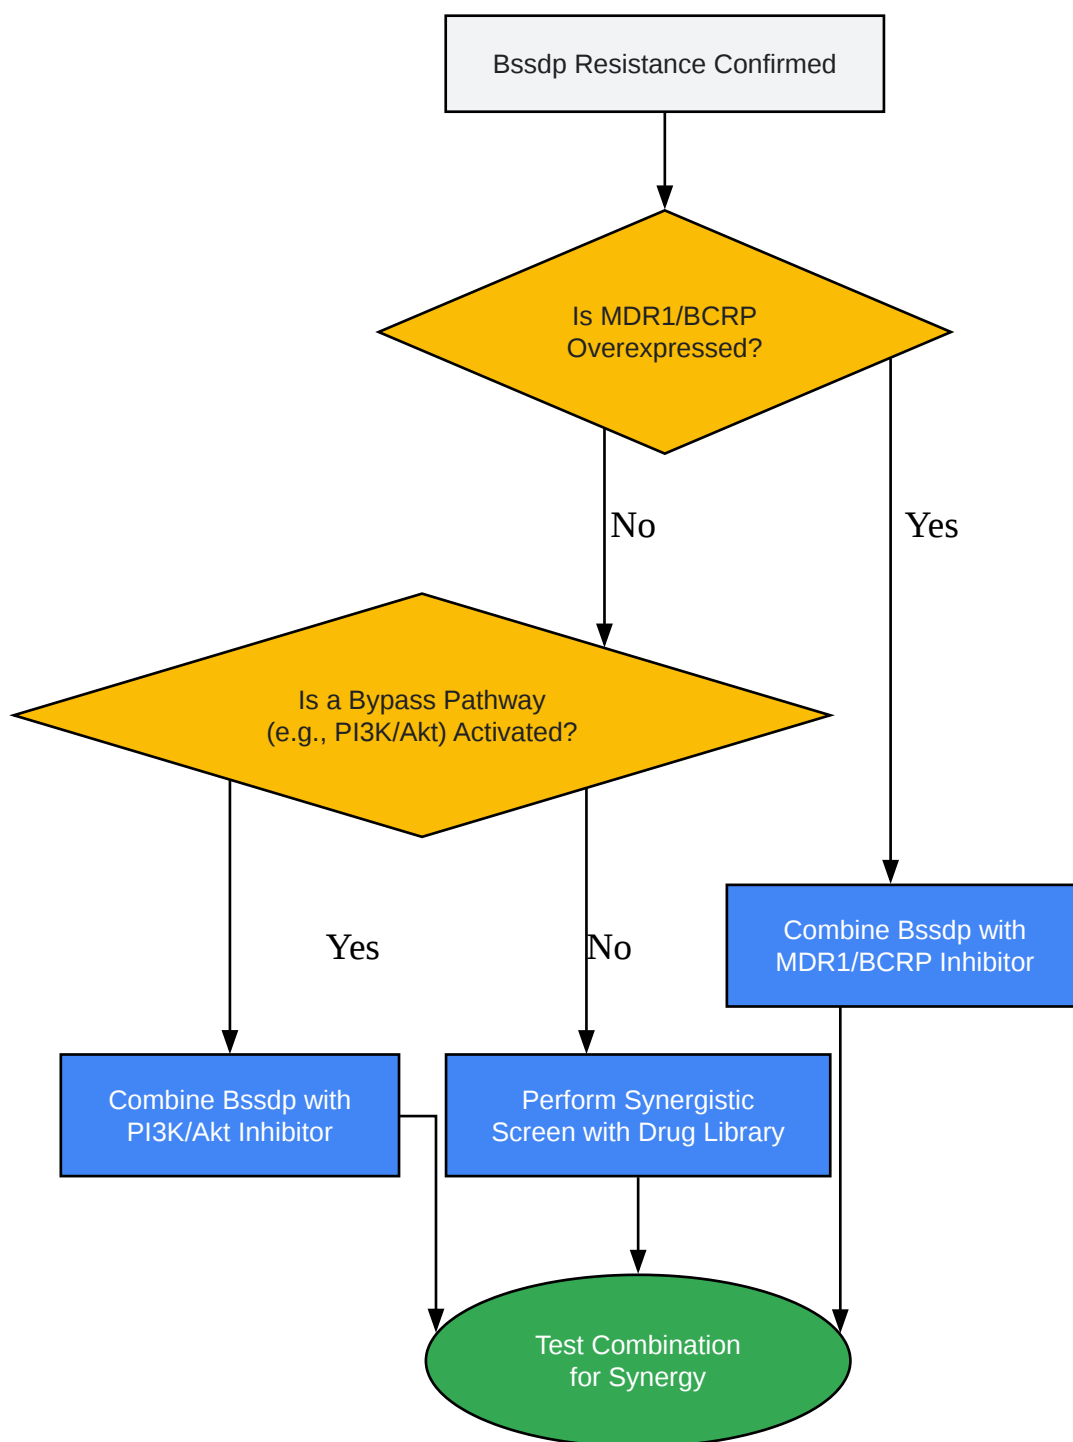 Bssdp Resistance Confirmed
Is MDR1/BCRP
Overexpressed?
No
Yes
Is a Bypass Pathway
(e.g., PI3K/Akt) Activated?
Combine Bssdp with
MDR1/BCRP Inhibitor
Yes
No
Combine Bssdp with
PI3K/Akt Inhibitor
Perform Synergistic
Screen with Drug Library
Test Combination
for Synergy